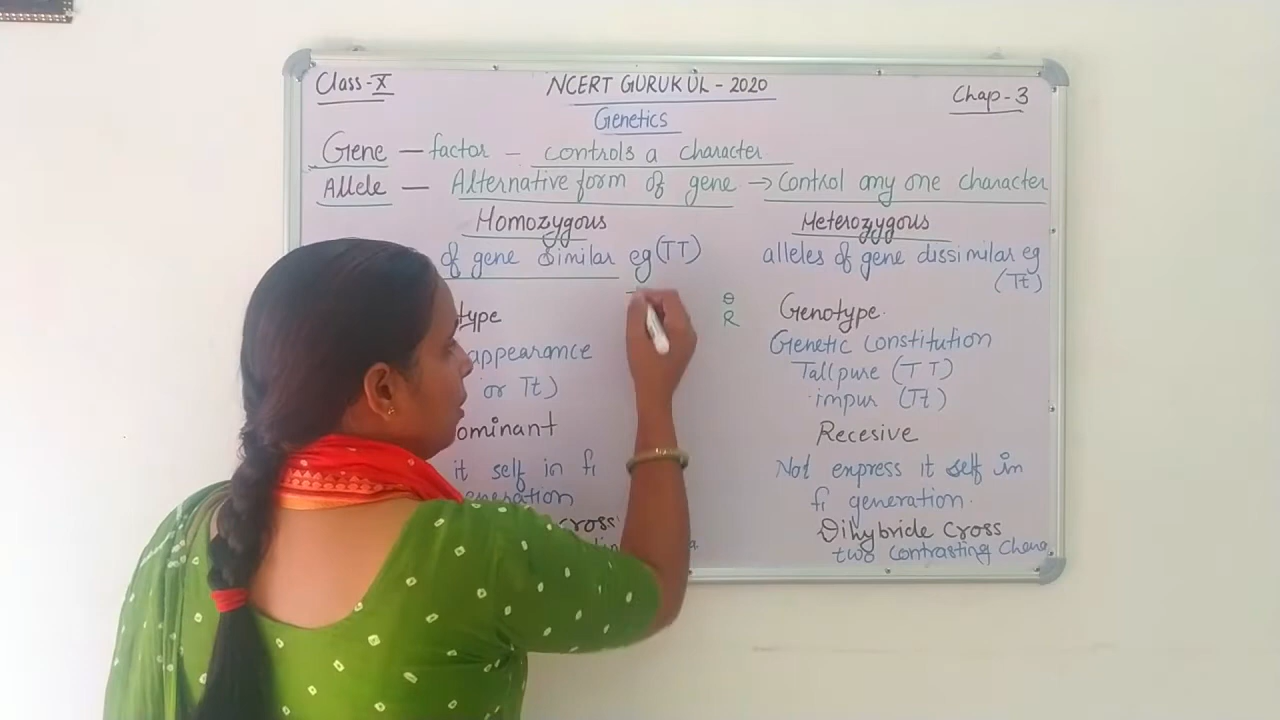 Class-X NCERT GURUKUL - 2020 Chap-3
Genetics
Gene — factor – controls a character
Allele — Alternative form of gene → Control any one character
Homozygous Heterozygous
of gene similar eg (TT) alleles of gene dissimilar eg
(Tt)
θ
R
type Genotype.
appearance Genetic constitution
or Tt) Tall pure (TT)
impur (Tt)
ominant Recesive
it self in f1 Not express it self in
eneration f1 generation.
cross Dihybride Cross
two contrasting